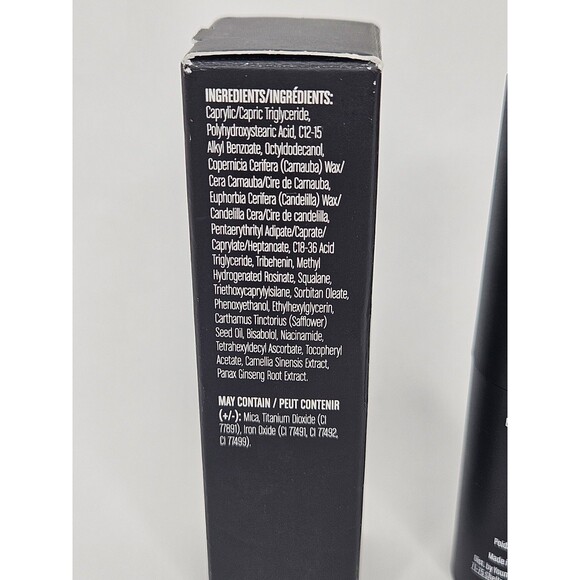 INGREDIENTS/INGRÉDIENTS:
Caprylic/Capric Triglyceride,
Polyhydroxystearic Acid, C12-15
Alkyl Benzoate, Octyldodecanol,
Copernicia Cerifera (Carnauba) Wax/
Cera Carnauba/Cire de Carnauba,
Euphorbia Cerifera (Candelilla) Wax/
Candelilla Cera/Cire de candelilla,
Pentaerythrityl Adipate/Caprate/
Caprylate/Heptanoate, C18-36 Acid
Triglyceride, Tribehenin, Methyl
Hydrogenated Rosinate, Squalane,
Triethoxycaprylylsilane, Sorbitan Oleate,
Phenoxyethanol, Ethylhexylglycerin,
Carthamus Tinctorius (Safflower)
Seed Oil, Bisabolol, Niacinamide,
Tetrahexyldecyl Ascorbate, Tocopheryl
Acetate, Camellia Sinensis Extract,
Panax Ginseng Root Extract.
MAY CONTAIN / PEUT CONTENIR
(+/-): Mica, Titanium Dioxide (CI
77891), Iron Oxide (CI 77491, CI 77492,
CI 77499).
Made
Dist. by